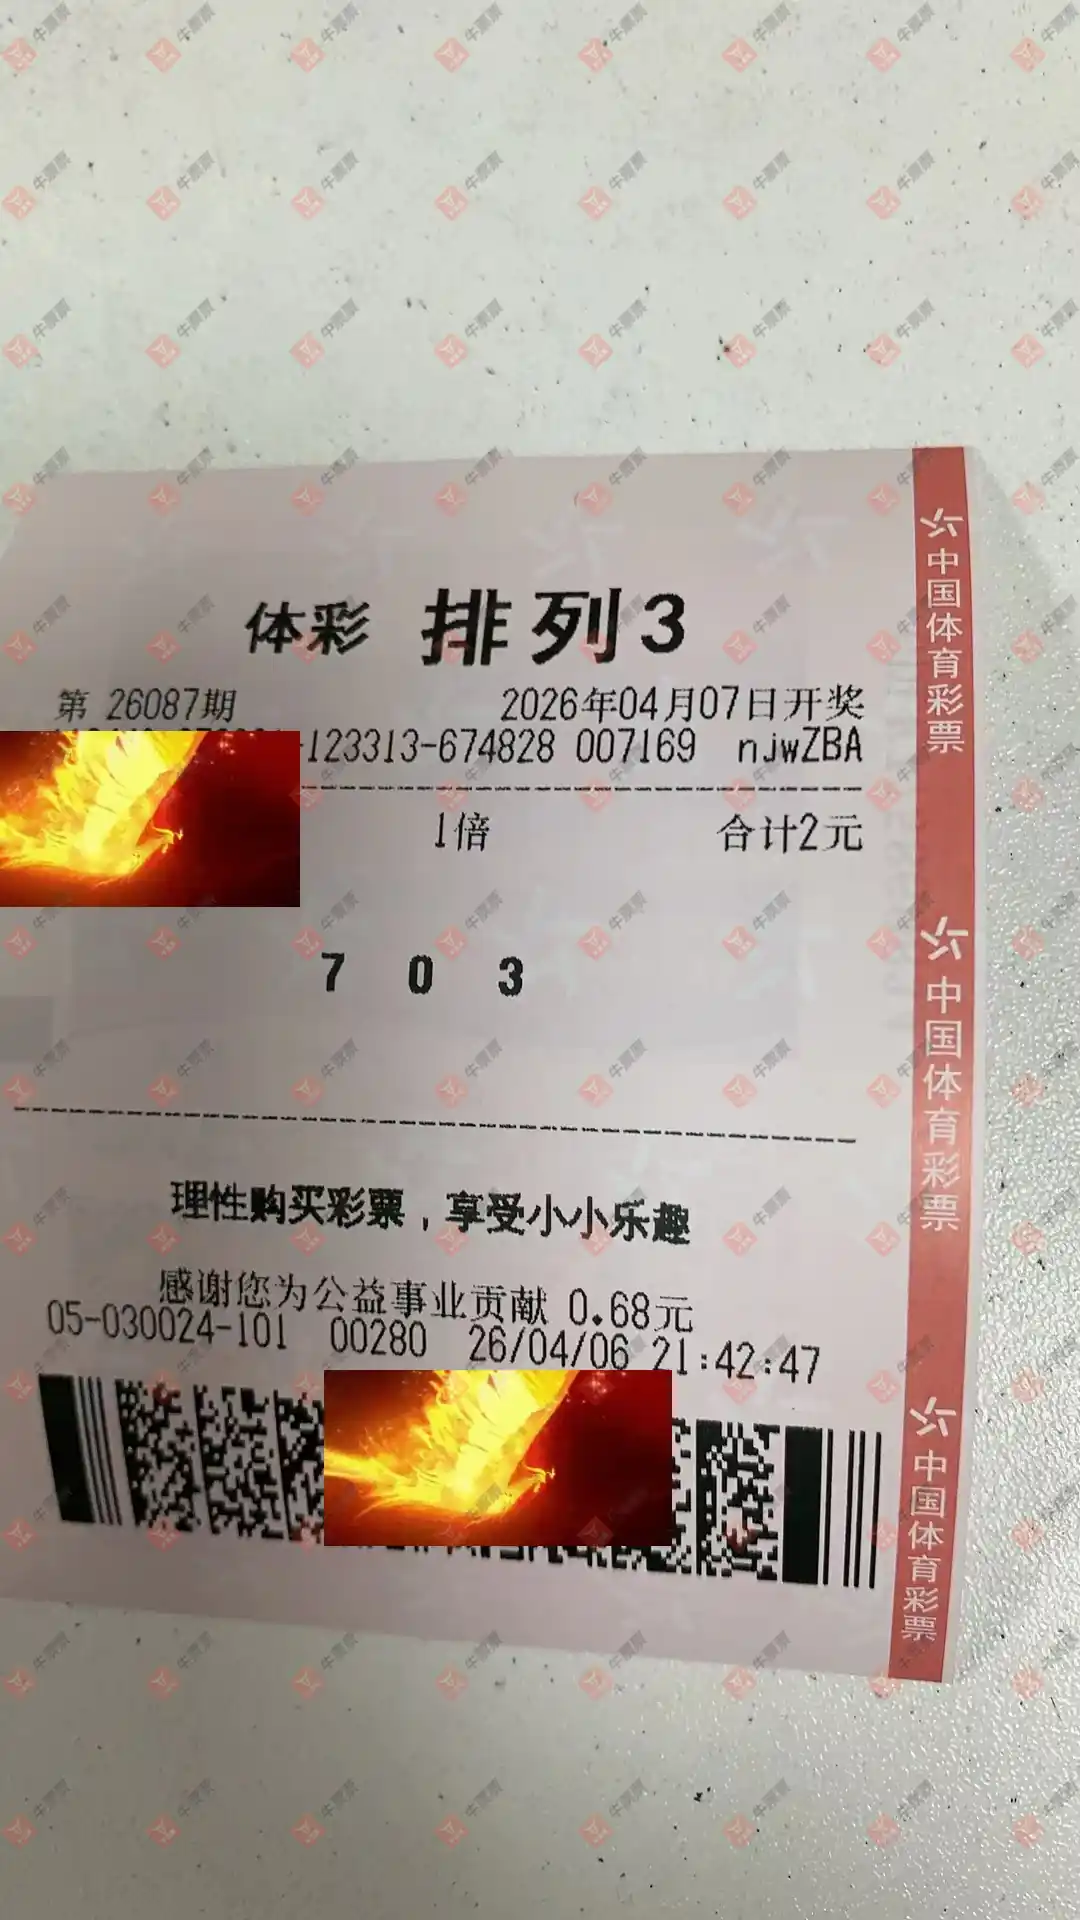 体彩 排列3
第 26087期 2026年04月07日开奖
-123313-674828 007169 njwZBA
1倍 合计2元
7 0 3
理性购买彩票，享受小小乐趣
感谢您为公益事业贡献 0.68元
05-030024-101 00280 26/04/06 21:42:47
中国体育彩票
中国体育彩票
中国体育彩票
牛票票